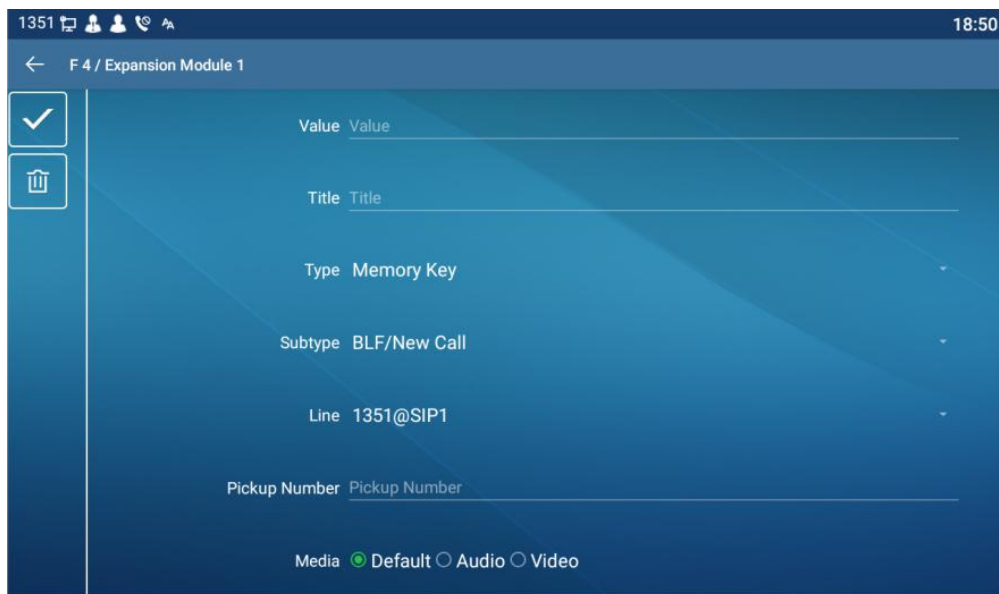 1351 18:50
F 4 / Expansion Module 1
Value Value
Title Title
Type Memory Key
Subtype BLF/New Call
Line 1351@SIP1
Pickup Number Pickup Number
Media Default Audio Video